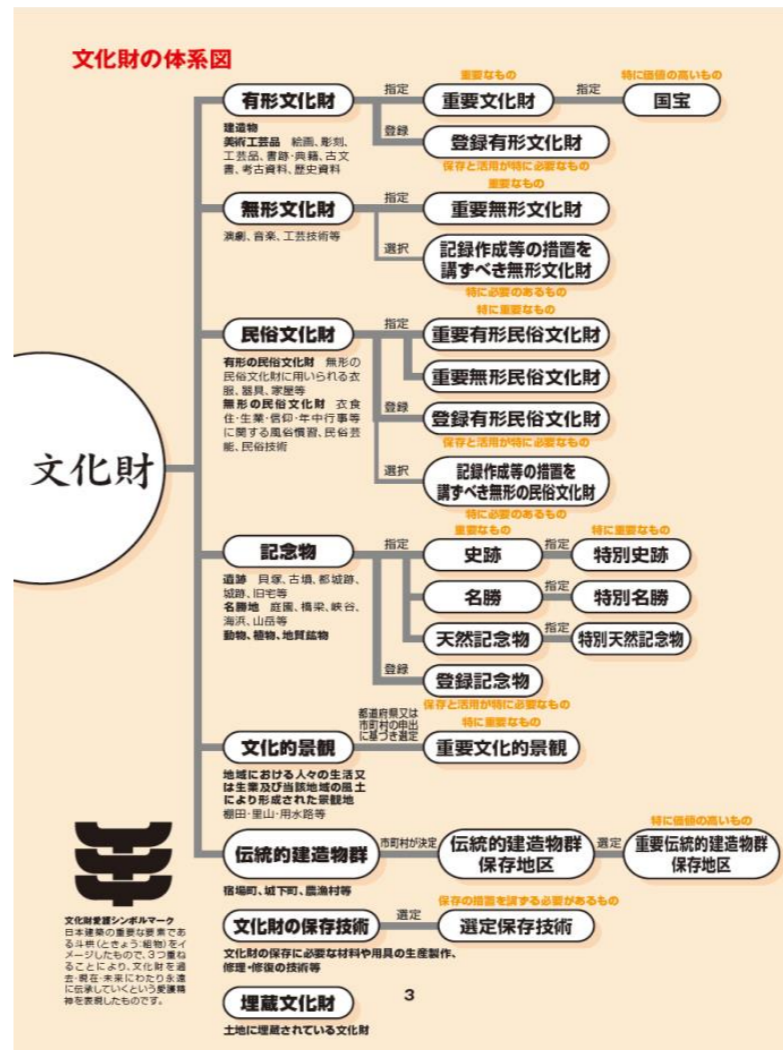 文化財の体系図
文化財
有形文化財
建造物
美術工芸品 絵画、彫刻、
工芸品、書跡・典籍、古文
書、考古資料、歴史資料
指定
重要なもの
重要文化財
指定
特に価値の高いもの
国宝
登録
登録有形文化財
保存と活用が特に必要なもの
無形文化財
演劇、音楽、工芸技術等
指定
重要なもの
重要無形文化財
選択
記録作成等の措置を
講ずべき無形文化財
特に必要のあるもの
民俗文化財
有形の民俗文化財 無形の
民俗文化財に用いられる衣
服、器具、家屋等
無形の民俗文化財 衣食
住・生業・信仰・年中行事等
に関する風俗慣習、民俗芸
能、民俗技術
指定
特に重要なもの
重要有形民俗文化財
重要無形民俗文化財
登録
登録有形民俗文化財
保存と活用が特に必要なもの
選択
記録作成等の措置を
講ずべき無形の民俗文化財
特に必要のあるもの
記念物
遺跡 貝塚、古墳、都城跡、
城跡、旧宅等
名勝地 庭園、橋梁、峡谷、
海浜、山岳等
動物、植物、地質鉱物
指定
重要なもの
史跡
指定
特に重要なもの
特別史跡
名勝
指定
特別名勝
天然記念物
指定
特別天然記念物
登録
登録記念物
保存と活用が特に必要なもの
文化的景観
地域における人々の生活又
は生業及び当該地域の風土
により形成された景観地
棚田・里山・用水路等
都道府県又は
市町村の申出
に基づき選定
特に重要なもの
重要文化的景観
伝統的建造物群
宿場町、城下町、農漁村等
市町村が決定
伝統的建造物群
保存地区
選定
特に価値の高いもの
重要伝統的建造物群
保存地区
文化財の保存技術
文化財の保存に必要な材料や用具の生産製作、
修理・修復の技術等
選定
保存の措置を講ずる必要があるもの
選定保存技術
埋蔵文化財
土地に埋蔵されている文化財
文化財愛護シンボルマーク
日本建築の重要な要素であ
る斗栱(ときょう:組物)をイ
メージしたもので、3つ重ね
ることにより、文化財を過
去・現在・未来にわたり永遠
に伝承していくという愛護精
神を表現したものです。
3